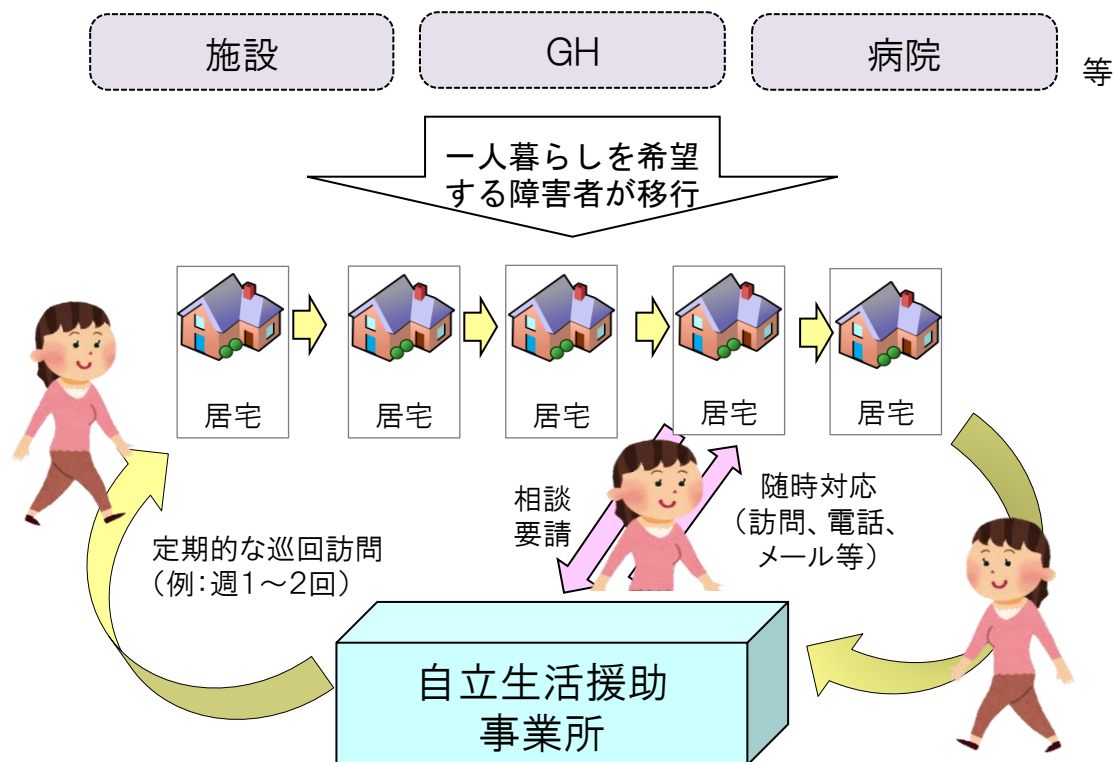 施設
GH
病院
等
一人暮らしを希望
する障害者が移行
居宅
居宅
居宅
居宅
居宅
相談
要請
随時対応
（訪問、電話、
メール等）
定期的な巡回訪問
（例：週1～2回）
自立生活援助
事業所